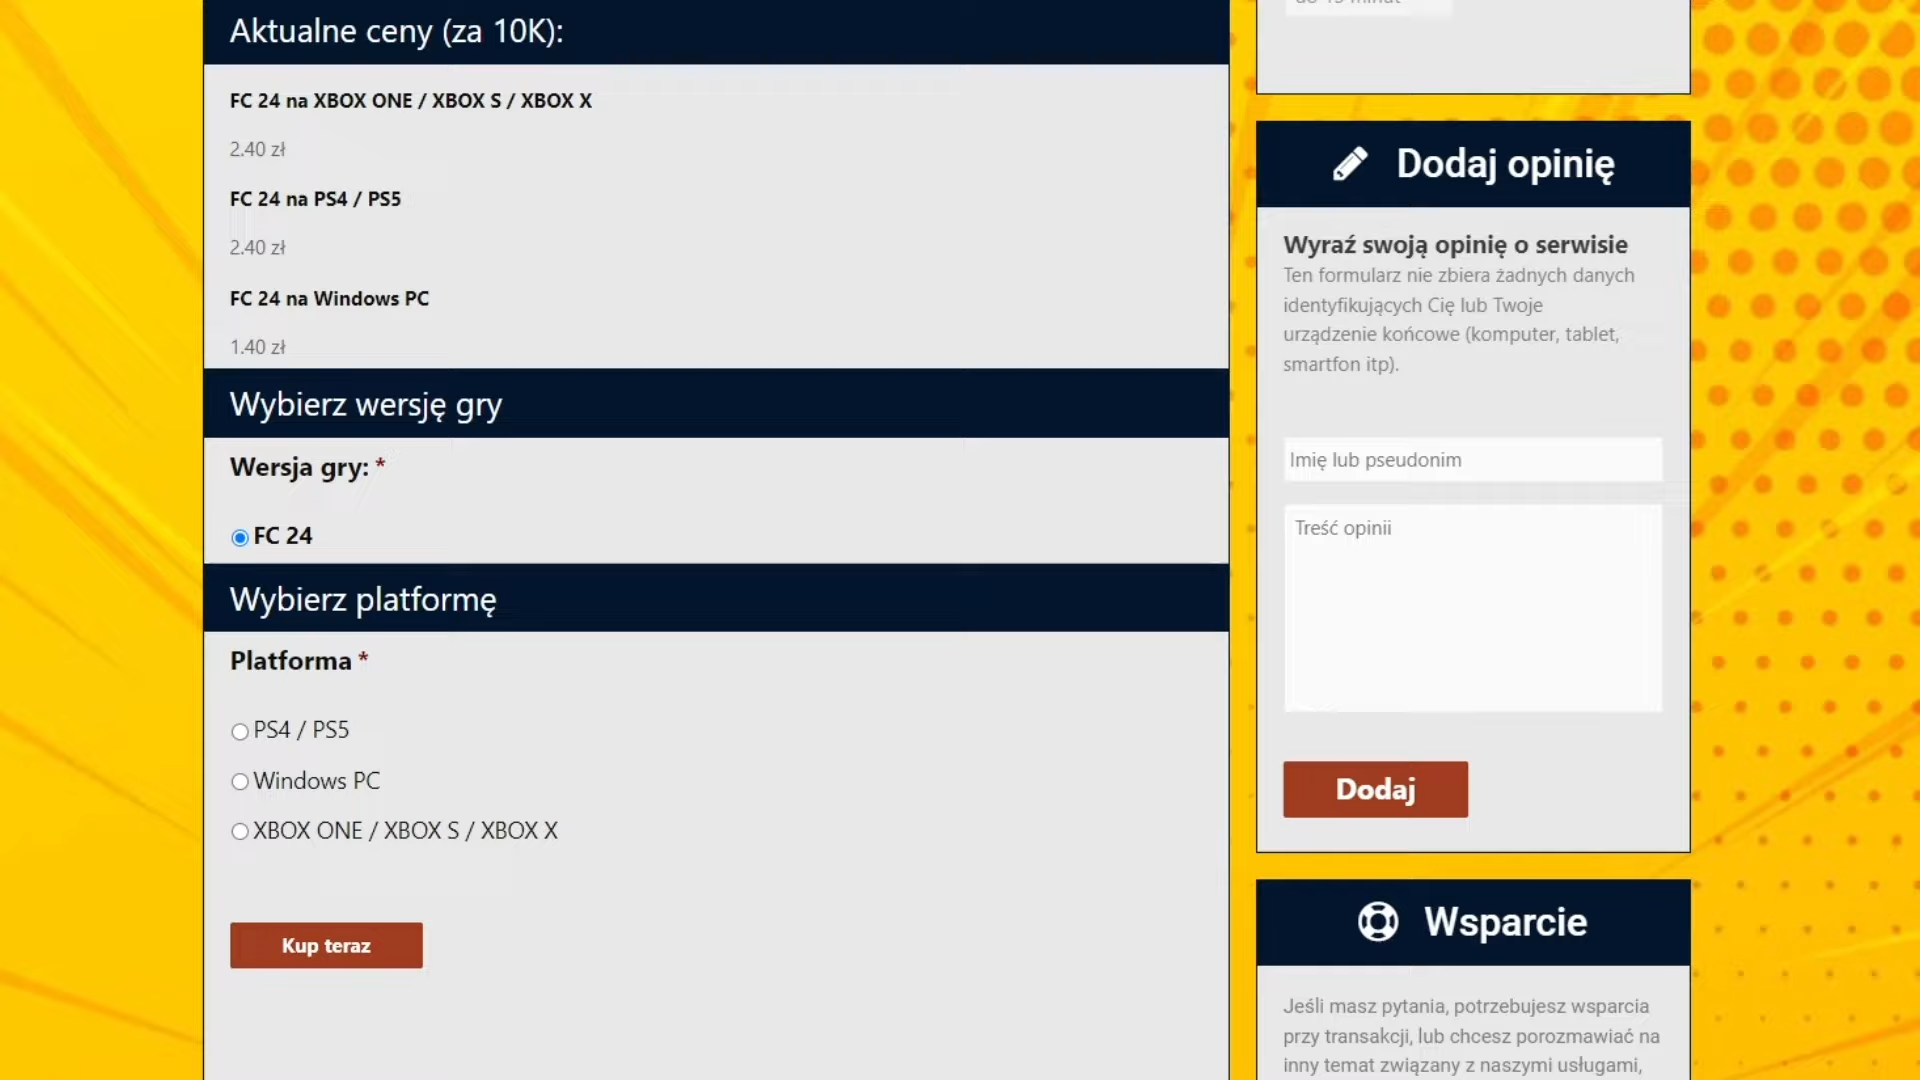 Aktualne ceny (za 10K):
FC 24 na XBOX ONE / XBOX S / XBOX X
2.40 zł
FC 24 na PS4 / PS5
2.40 zł
FC 24 na Windows PC
1.40 zł
Wybierz wersję gry
Wersja gry: *
FC 24
Wybierz platformę
Platforma *
PS4 / PS5
Windows PC
XBOX ONE / XBOX S / XBOX X
Kup teraz
Dodaj opinię
Wyraź swoją opinię o serwisie
Ten formularz nie zbiera żadnych danych
identyfikujących Cię lub Twoje
urządzenie końcowe (komputer, tablet,
smartfon itp).
Imię lub pseudonim
Treść opinii
Dodaj
Wsparcie
Jeśli masz pytania, potrzebujesz wsparcia
przy transakcji, lub chcesz porozmawiać na
inny temat związany z naszymi usługami,